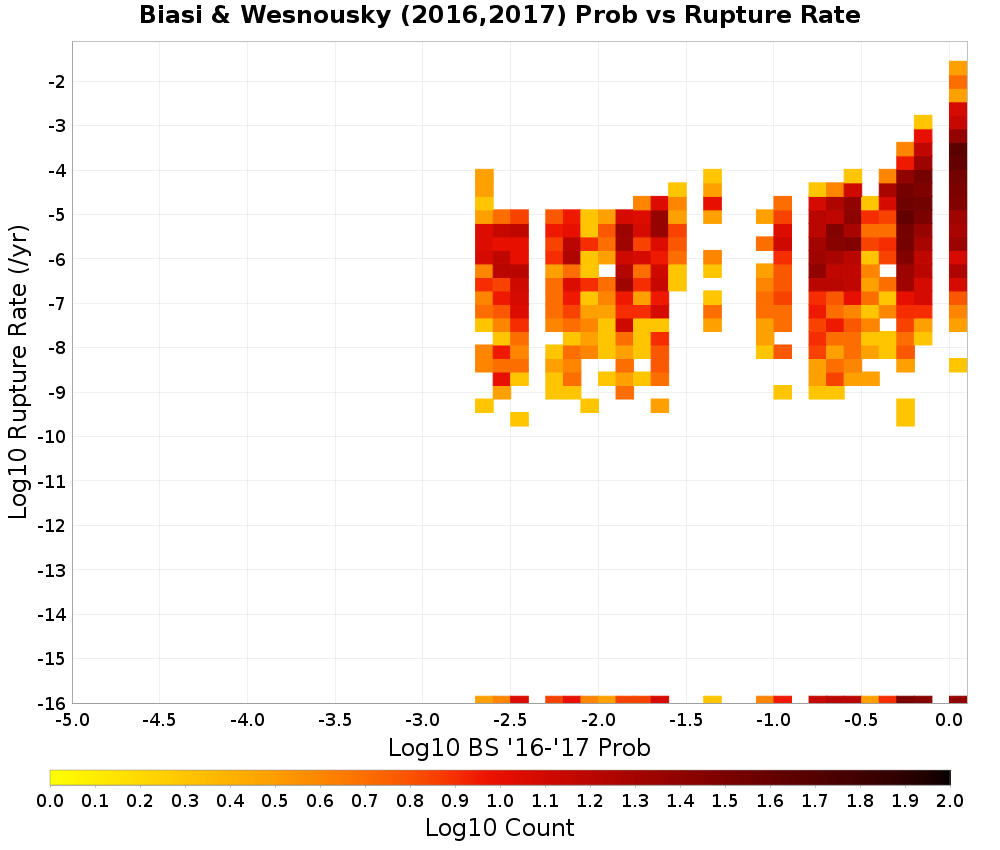 Biasi & Wesnousky (2016,2017) Prob vs Rupture Rate
Log10 Rupture Rate (/yr)
-2
-3
-4
-5
-6
-7
-8
-9
-10
-11
-12
-13
-14
-15
-16
-5.0 -4.5 -4.0 -3.5 -3.0 -2.5 -2.0 -1.5 -1.0 -0.5 0.0
Log10 BS '16-'17 Prob
0.0 0.1 0.2 0.3 0.4 0.5 0.6 0.7 0.8 0.9 1.0 1.1 1.2 1.3 1.4 1.5 1.6 1.7 1.8 1.9 2.0
Log10 Count